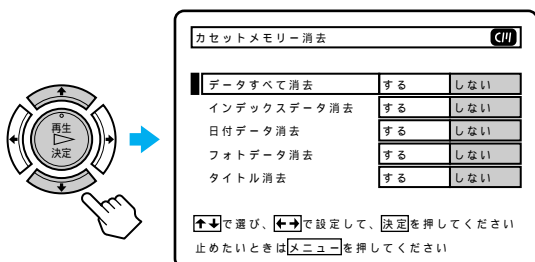 カセットメモリー消去
CIII
データすべて消去 する しない
インデックスデータ消去 する しない
日付データ消去 する しない
フォトデータ消去 する しない
タイトル消去 する しない
再生
決定
↑↓で選び、←→で設定して、決定を押してください
止めたいときはメニューを押してください